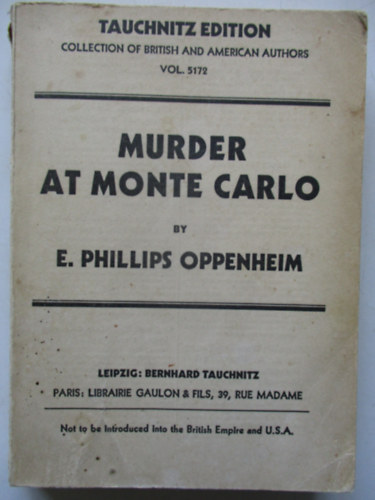 TAUCHNITZ EDITION
COLLECTION OF BRITISH AND AMERICAN AUTHORS
VOL. 5172
MURDER
AT MONTE CARLO
BY
E. PHILLIPS OPPENHEIM
LEIPZIG: BERNHARD TAUCHNITZ
PARIS: LIBRAIRIE GAULON & FILS, 39, RUE MADAME
Not to be introduced into the British Empire and U.S.A.